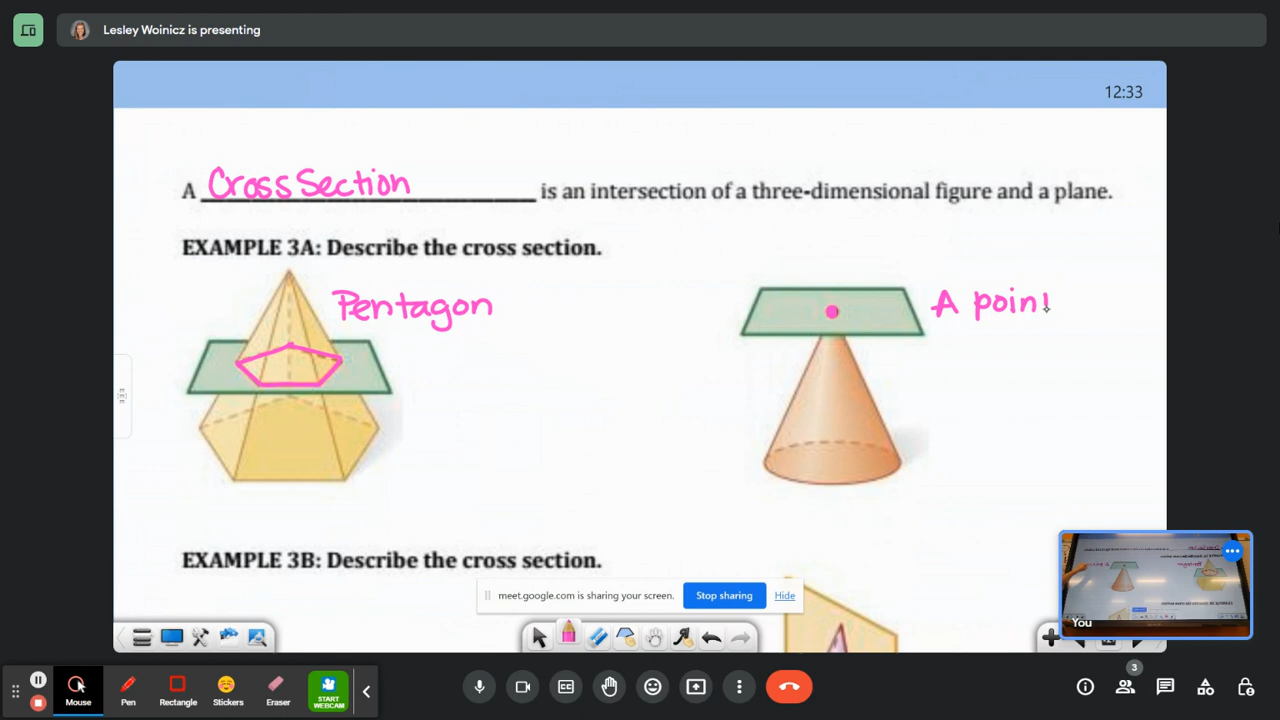 Lesley Woinicz is presenting
12:33
A Cross Section is an intersection of a three-dimensional figure and a plane.
EXAMPLE 3A: Describe the cross section.
Pentagon
A point
EXAMPLE 3B: Describe the cross section.
meet.google.com is sharing your screen. Stop sharing Hide
You
Mouse Pen Rectangle Stickers Eraser START WEBCAM
3